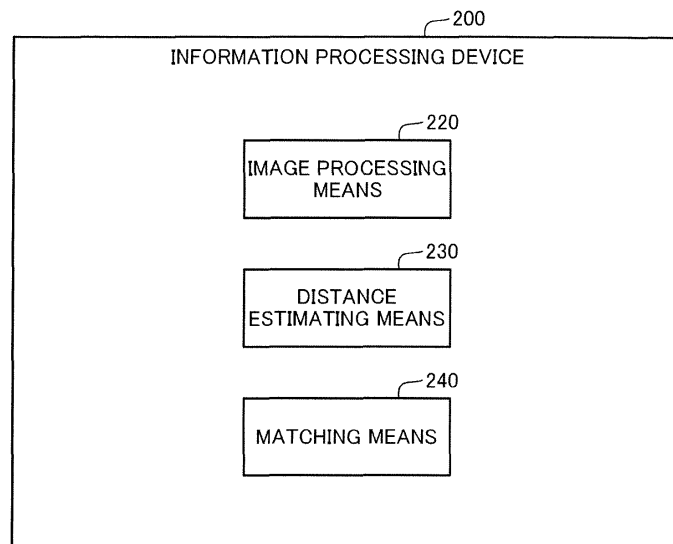 200
INFORMATION PROCESSING DEVICE
220
IMAGE PROCESSING
MEANS
230
DISTANCE
ESTIMATING MEANS
240
MATCHING MEANS